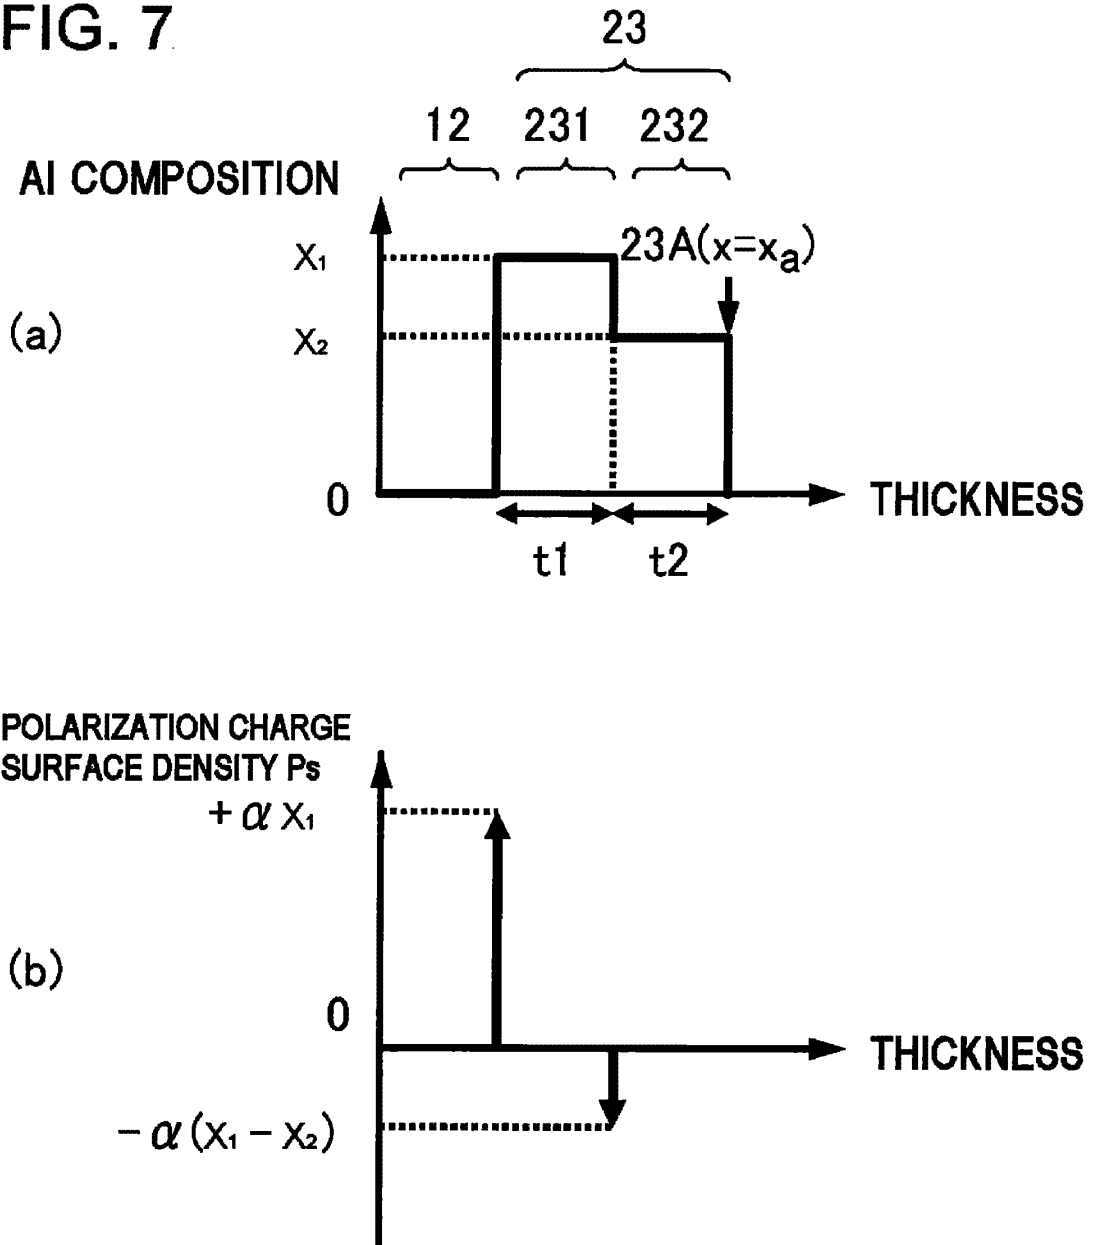 FIG. 7
23
12 231 232
Al COMPOSITION
X₁
23A(x=xₐ)
(a)
X₂
0
THICKNESS
t1 t2
POLARIZATION CHARGE
SURFACE DENSITY Ps
+α X₁
(b)
0
THICKNESS
-α(X₁-X₂)